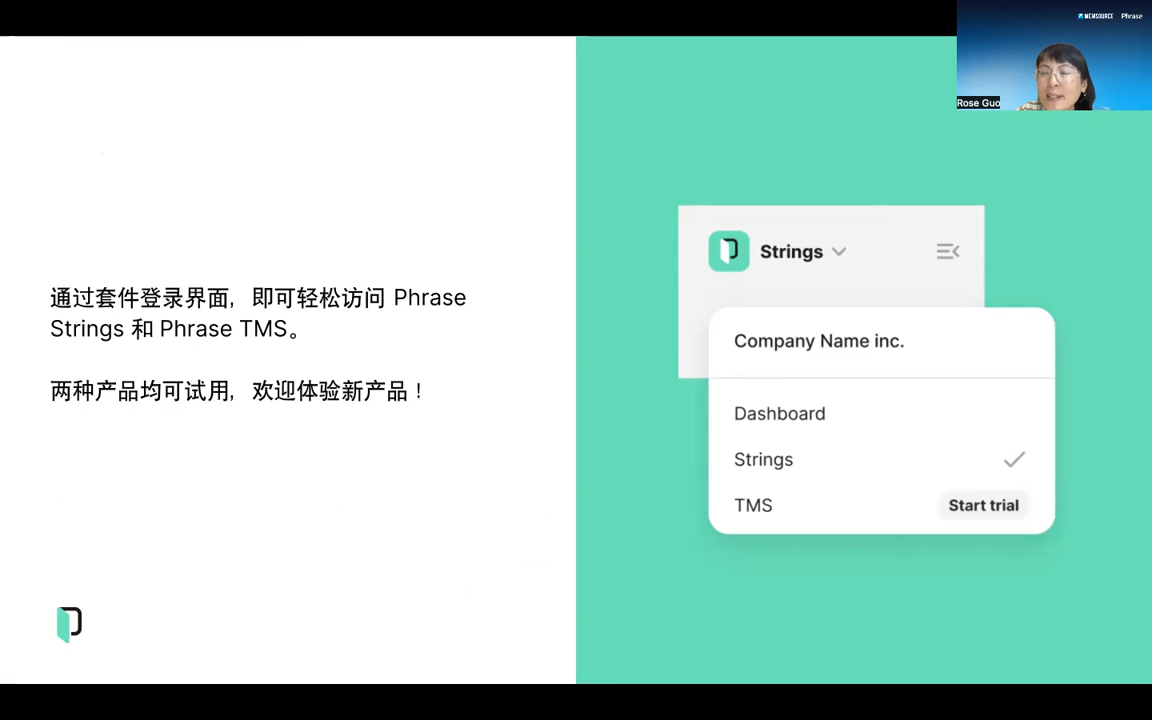 MEMSOURCE Phrase
Rose Guo
通过套件登录界面，即可轻松访问 Phrase
Strings 和 Phrase TMS。
两种产品均可试用，欢迎体验新产品！
Strings
Company Name inc.
Dashboard
Strings
TMS Start trial